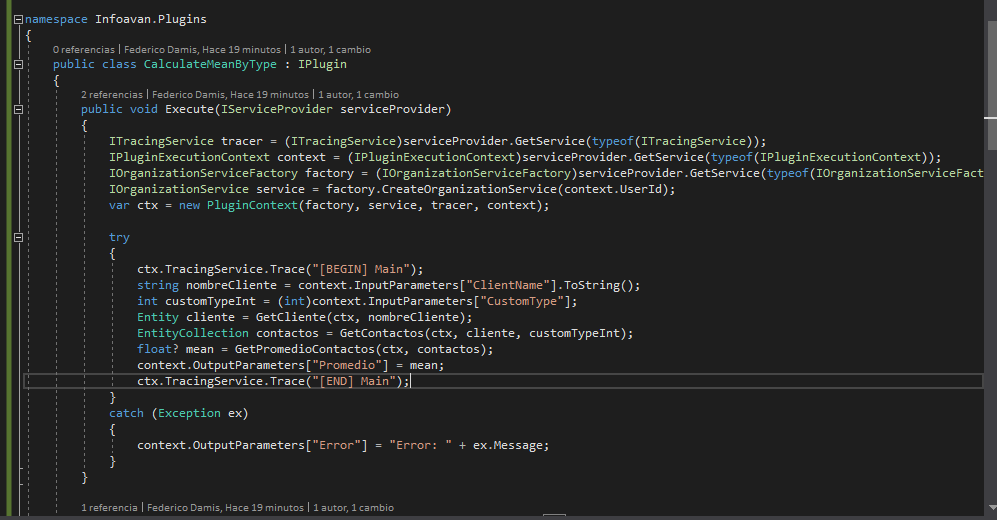 namespace Infoavan.Plugins
{
0 referencias | Federico Damis, Hace 19 minutos | 1 autor, 1 cambio
public class CalculateMeanByType : IPlugin
{
2 referencias | Federico Damis, Hace 19 minutos | 1 autor, 1 cambio
public void Execute(IServiceProvider serviceProvider)
{
ITracingService tracer = (ITracingService)serviceProvider.GetService(typeof(ITracingService));
IPluginExecutionContext context = (IPluginExecutionContext)serviceProvider.GetService(typeof(IPluginExecutionContext));
IOrganizationServiceFactory factory = (IOrganizationServiceFactory)serviceProvider.GetService(typeof(IOrganizationServiceFact
IOrganizationService service = factory.CreateOrganizationService(context.UserId);
var ctx = new PluginContext(factory, service, tracer, context);
try
{
ctx.TracingService.Trace("[BEGIN] Main");
string nombreCliente = context.InputParameters["ClientName"].ToString();
int customTypeInt = (int)context.InputParameters["CustomType"];
Entity cliente = GetCliente(ctx, nombreCliente);
EntityCollection contactos = GetContactos(ctx, cliente, customTypeInt);
float? mean = GetPromedioContactos(ctx, contactos);
context.OutputParameters["Promedio"] = mean;
ctx.TracingService.Trace("[END] Main");
}
catch (Exception ex)
{
context.OutputParameters["Error"] = "Error: " + ex.Message;
}
}
1 referencia | Federico Damis, Hace 19 minutos | 1 autor, 1 cambio